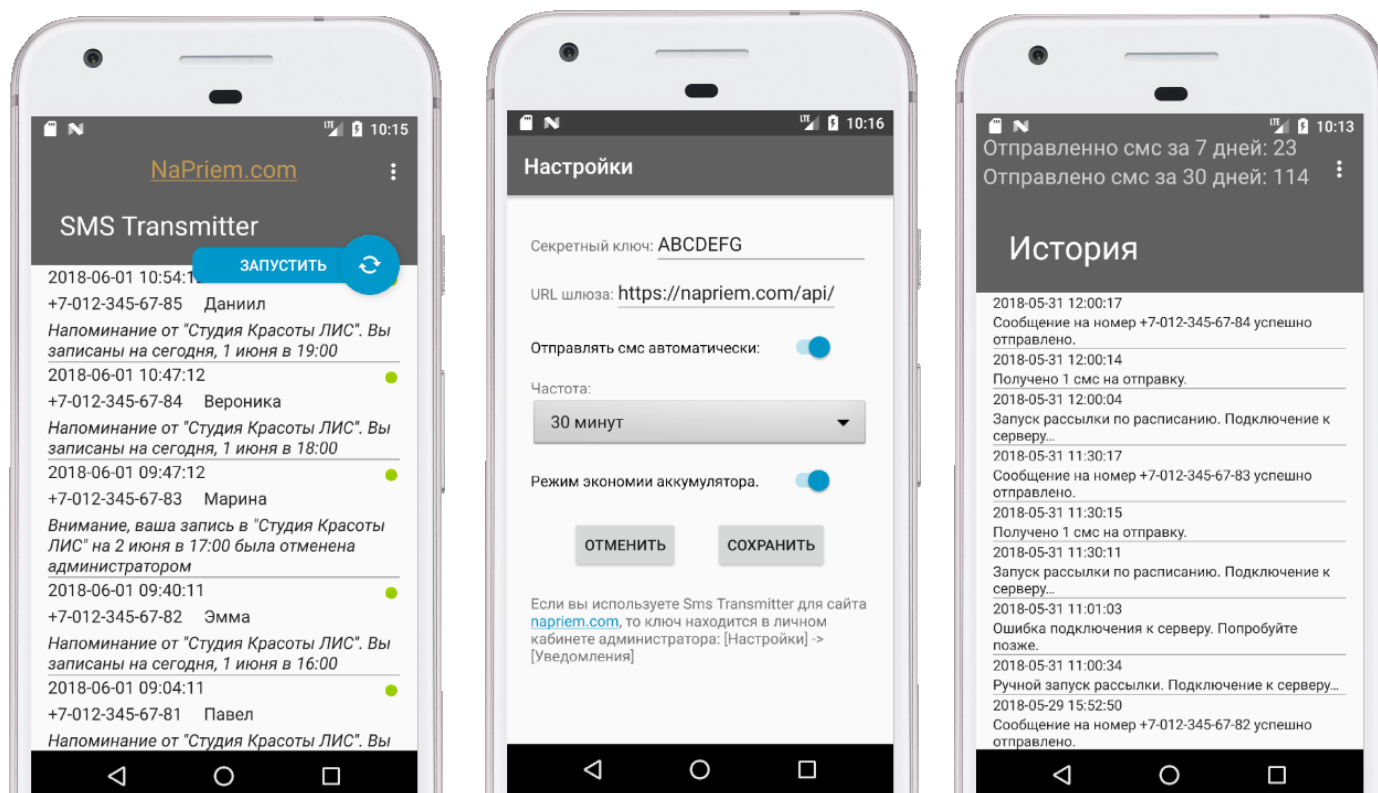 10:15
NaPriem.com
SMS Transmitter
ЗАПУСТИТЬ
2018-06-01 10:54:1
+7-012-345-67-85 Даниил
Напоминание от "Студия Красоты ЛИС". Вы
записаны на сегодня, 1 июня в 19:00
2018-06-01 10:47:12
+7-012-345-67-84 Вероника
Напоминание от "Студия Красоты ЛИС". Вы
записаны на сегодня, 1 июня в 18:00
2018-06-01 09:47:12
+7-012-345-67-83 Марина
Внимание, ваша запись в "Студия Красоты
ЛИС" на 2 июня в 17:00 была отменена
администратором
2018-06-01 09:40:11
+7-012-345-67-82 Эмма
Напоминание от "Студия Красоты ЛИС". Вы
записаны на сегодня, 1 июня в 16:00
2018-06-01 09:04:11
+7-012-345-67-81 Павел
Напоминание от "Студия Красоты ЛИС". Вы
LTE 10:16
Настройки
Секретный ключ: ABCDEFG
URL шлюза: https://napriem.com/api/
Отправлять смс автоматически:
Частота:
30 минут
Режим экономии аккумулятора.
ОТМЕНИТЬ СОХРАНИТЬ
Если вы используете Sms Transmitter для сайта
napriem.com, то ключ находится в личном
кабинете администратора: [Настройки] ->
[Уведомления]
LTE 10:13
Отправленно смс за 7 дней: 23
Отправлено смс за 30 дней: 114
История
2018-05-31 12:00:17
Сообщение на номер +7-012-345-67-84 успешно
отправлено.
2018-05-31 12:00:14
Получено 1 смс на отправку.
2018-05-31 12:00:04
Запуск рассылки по расписанию. Подключение к
серверу...
2018-05-31 11:30:17
Сообщение на номер +7-012-345-67-83 успешно
отправлено.
2018-05-31 11:30:15
Получено 1 смс на отправку.
2018-05-31 11:30:11
Запуск рассылки по расписанию. Подключение к
серверу...
2018-05-31 11:01:03
Ошибка подключения к серверу. Попробуйте
позже.
2018-05-31 11:00:34
Ручной запуск рассылки. Подключение к серверу...
2018-05-29 15:52:50
Сообщение на номер +7-012-345-67-82 успешно
отправлено.